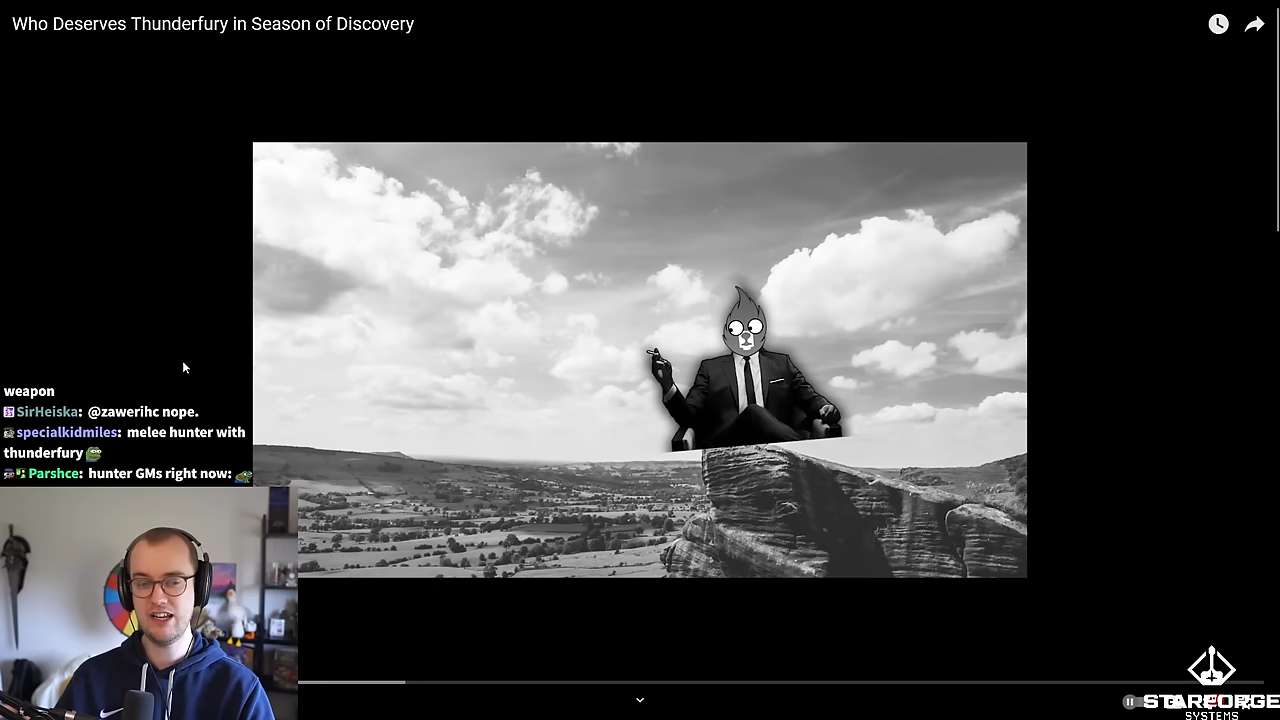 Who Deserves Thunderfury in Season of Discovery
weapon
SirHeiska: @zawerihc nope.
specialkidmiles: melee hunter with
thunderfury
Parshce: hunter GMs right now:
STARFORGE
SYSTEMS